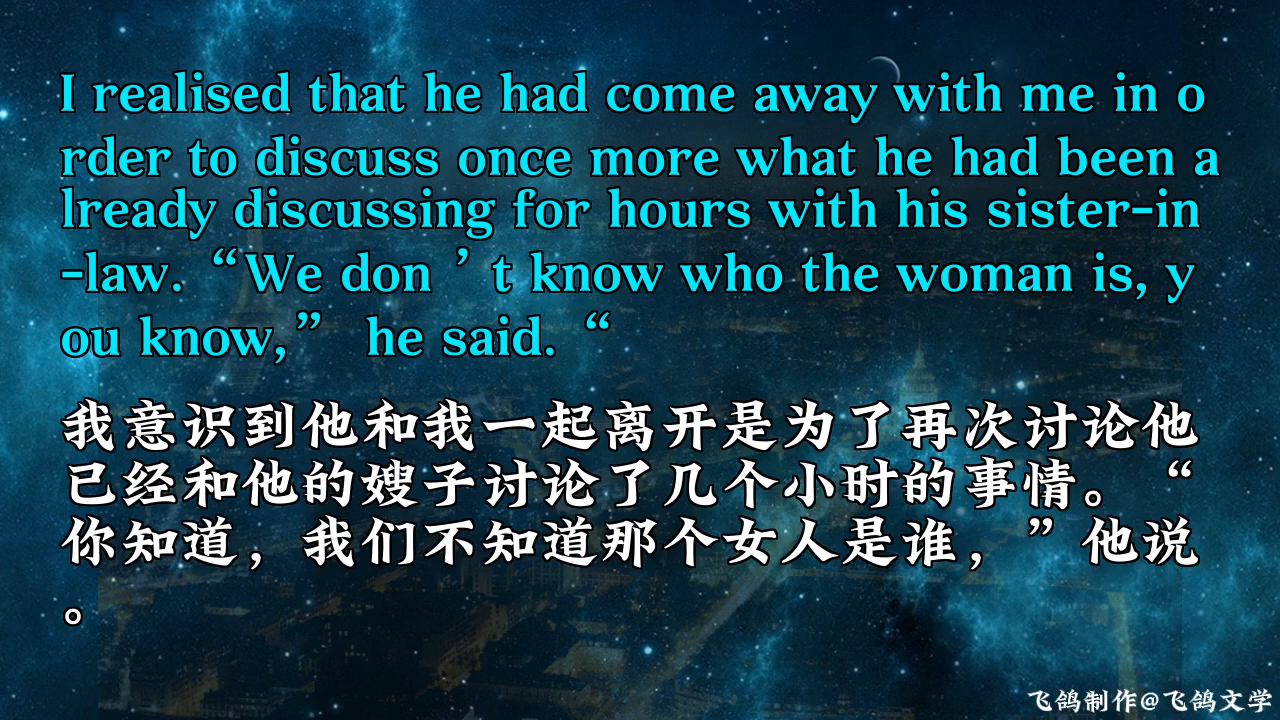 I realised that he had come away with me in o
rder to discuss once more what he had been a
lready discussing for hours with his sister-in
-law. “We don ’ t know who the woman is, y
ou know,” he said. “
我意识到他和我一起离开是为了再次讨论他
已经和他的嫂子讨论了几个小时的事情。“
你知道，我们不知道那个女人是谁，”他说
。
飞鸽制作@飞鸽文学